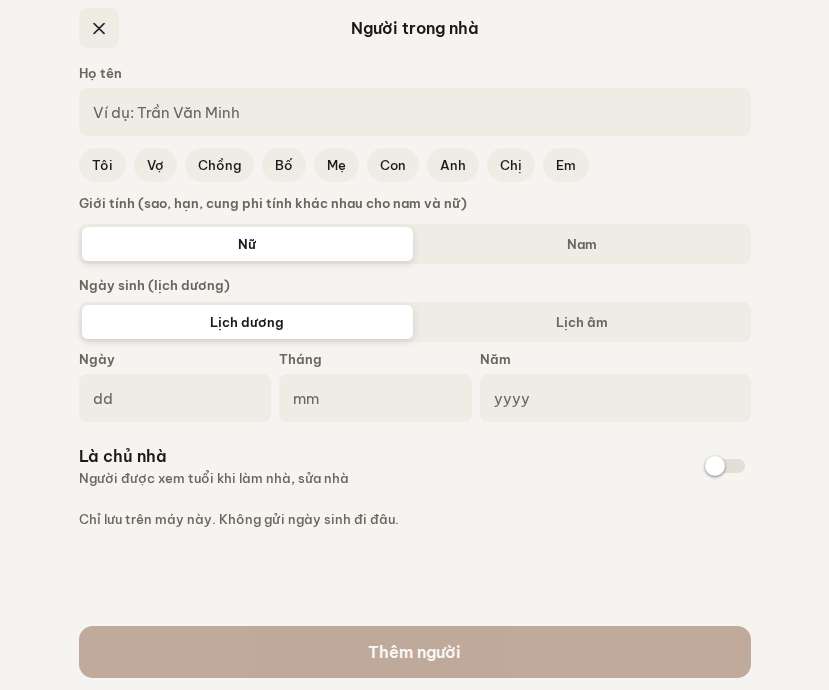 Người trong nhà
Họ tên
Ví dụ: Trần Văn Minh
Tôi Vợ Chồng Bố Mẹ Con Anh Chị Em
Giới tính (sao, hạn, cung phi tính khác nhau cho nam và nữ)
Nữ Nam
Ngày sinh (lịch dương)
Lịch dương Lịch âm
Ngày Tháng Năm
dd mm yyyy
Là chủ nhà
Người được xem tuổi khi làm nhà, sửa nhà
Chỉ lưu trên máy này. Không gửi ngày sinh đi đâu.
Thêm người